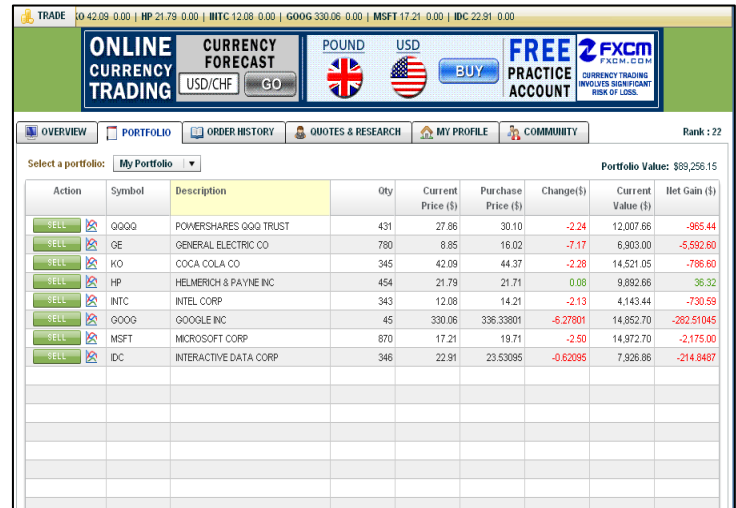 TRADE KO 42.09 0.00 | HP 21.79 0.00 | INTC 12.08 0.00 | GOOG 330.06 0.00 | MSFT 17.21 0.00 | IDC 22.91 0.00
ONLINE
CURRENCY
TRADING
CURRENCY
FORECAST
USD/CHF GO
POUND USD
BUY
FREE
PRACTICE
ACCOUNT
FXCM
FXCM.COM
CURRENCY TRADING
INVOLVES SIGNIFICANT
RISK OF LOSS.
OVERVIEW PORTFOLIO ORDER HISTORY QUOTES & RESEARCH MY PROFILE COMMUNITY Rank : 22
Select a portfolio: My Portfolio Portfolio Value: $89,256.15
Action Symbol Description Qty Current Price ($) Purchase Price ($) Change($) Current Value ($) Net Gain ($)
SELL QQQQ POWERSHARES QQQ TRUST 431 27.86 30.10 -2.24 12,007.66 -965.44
SELL GE GENERAL ELECTRIC CO 780 8.85 16.02 -7.17 6,903.00 -5,592.60
SELL KO COCA COLA CO 345 42.09 44.37 -2.28 14,521.05 -786.60
SELL HP HELMERICH & PAYNE INC 454 21.79 21.71 0.08 9,892.66 36.32
SELL INTC INTEL CORP 343 12.08 14.21 -2.13 4,143.44 -730.59
SELL GOOG GOOGLE INC 45 330.06 336.33801 -6.27801 14,852.70 -282.51045
SELL MSFT MICROSOFT CORP 870 17.21 19.71 -2.50 14,972.70 -2,175.00
SELL IDC INTERACTIVE DATA CORP 346 22.91 23.53095 -0.62095 7,926.86 -214.8487